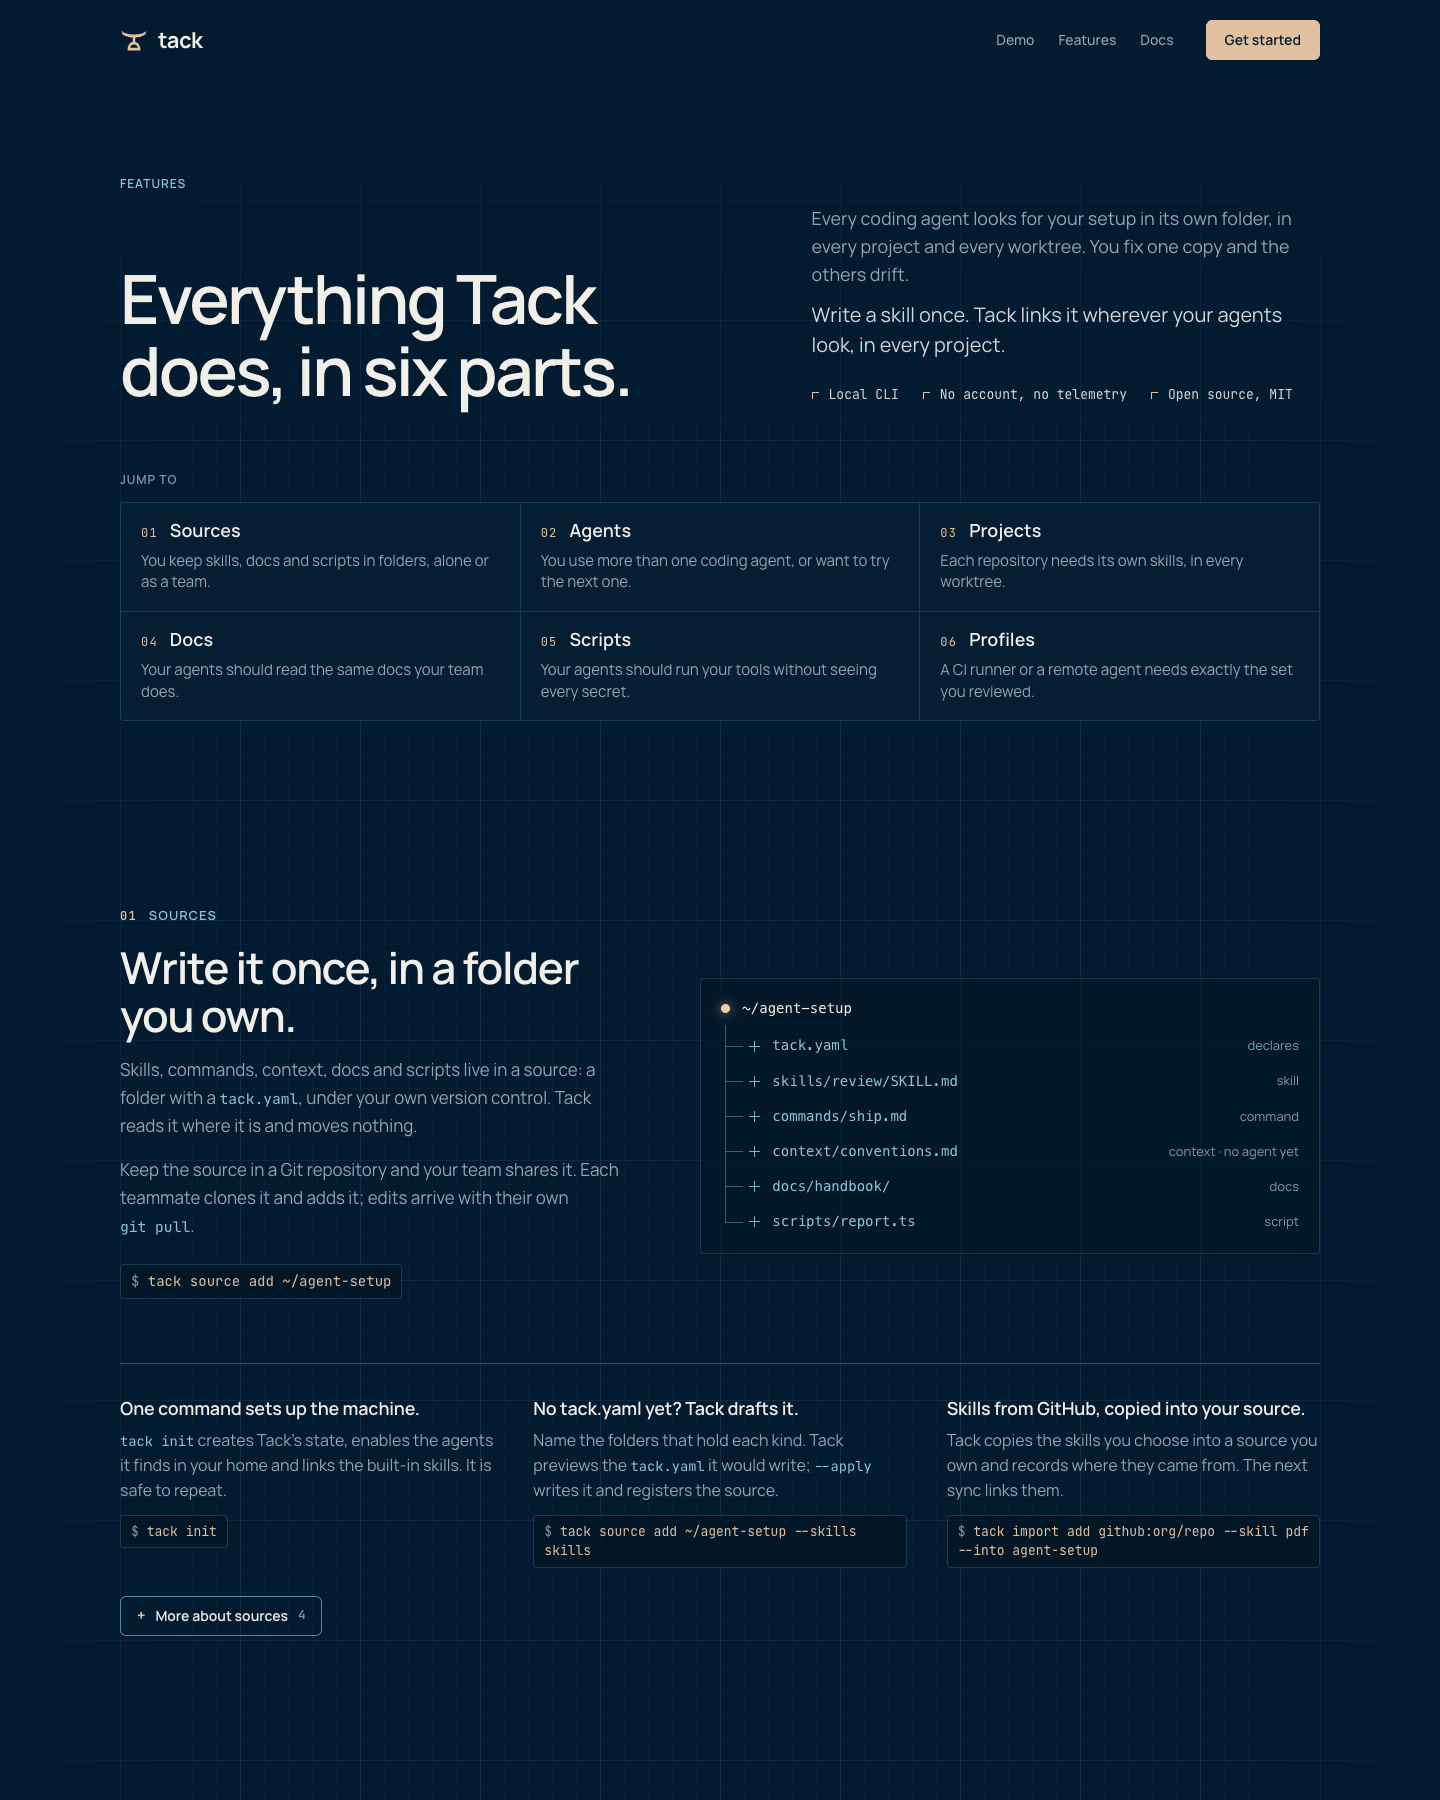 tack
Demo Features Docs Get started
FEATURES
Everything Tack
does, in six parts.
Every coding agent looks for your setup in its own folder, in
every project and every worktree. You fix one copy and the
others drift.
Write a skill once. Tack links it wherever your agents
look, in every project.
Local CLI No account, no telemetry Open source, MIT
JUMP TO
01 Sources
You keep skills, docs and scripts in folders, alone or
as a team.
02 Agents
You use more than one coding agent, or want to try
the next one.
03 Projects
Each repository needs its own skills, in every
worktree.
04 Docs
Your agents should read the same docs your team
does.
05 Scripts
Your agents should run your tools without seeing
every secret.
06 Profiles
A CI runner or a remote agent needs exactly the set
you reviewed.
01 SOURCES
Write it once, in a folder
you own.
Skills, commands, context, docs and scripts live in a source: a
folder with a tack.yaml, under your own version control. Tack
reads it where it is and moves nothing.
Keep the source in a Git repository and your team shares it. Each
teammate clones it and adds it; edits arrive with their own
git pull.
$ tack source add ~/agent-setup
~/agent-setup
tack.yaml declares
skills/review/SKILL.md skill
commands/ship.md command
context/conventions.md context · no agent yet
docs/handbook/ docs
scripts/report.ts script
One command sets up the machine.
tack init creates Tack's state, enables the agents
it finds in your home and links the built-in skills. It is
safe to repeat.
$ tack init
No tack.yaml yet? Tack drafts it.
Name the folders that hold each kind. Tack
previews the tack.yaml it would write; --apply
writes it and registers the source.
$ tack source add ~/agent-setup --skills
skills
Skills from GitHub, copied into your source.
Tack copies the skills you choose into a source you
own and records where they came from. The next
sync links them.
$ tack import add github:org/repo --skill pdf
--into agent-setup
+ More about sources 4